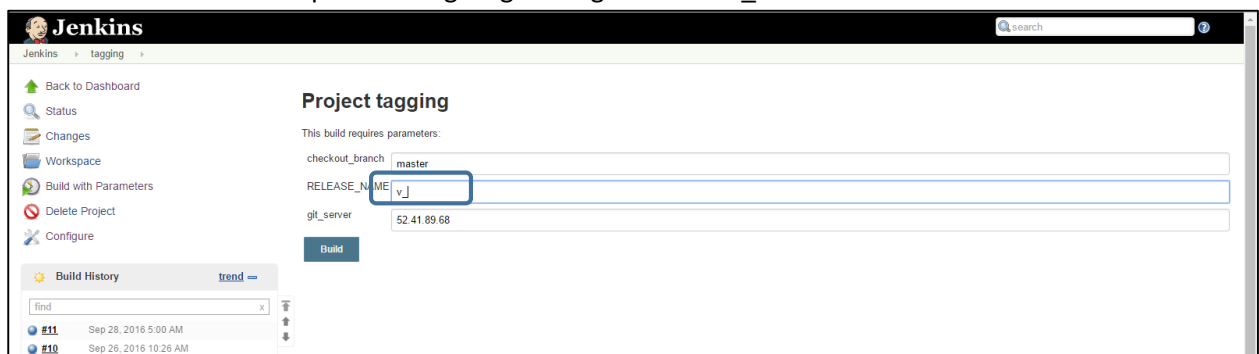 Jenkins
search
Jenkins › tagging ›
Back to Dashboard
Status
Changes
Workspace
Build with Parameters
Delete Project
Configure
Build History trend
find x
#11 Sep 28, 2016 5:00 AM
#10 Sep 26, 2016 10:26 AM
Project tagging
This build requires parameters:
checkout_branch master
RELEASE_NAME v_
git_server 52.41.89.68
Build